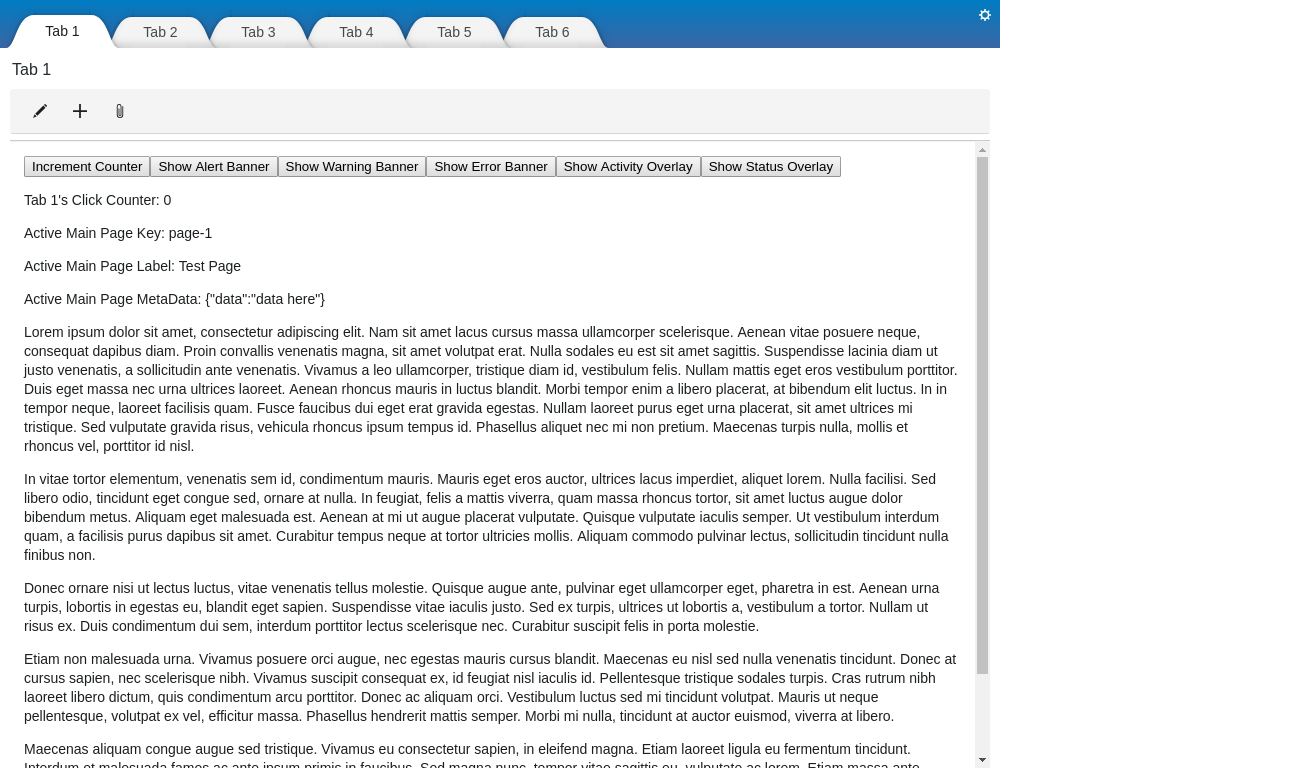 Tab 1 Tab 2 Tab 3 Tab 4 Tab 5 Tab 6
Tab 1
Increment Counter Show Alert Banner Show Warning Banner Show Error Banner Show Activity Overlay Show Status Overlay
Tab 1's Click Counter: 0
Active Main Page Key: page-1
Active Main Page Label: Test Page
Active Main Page MetaData: {"data":"data here"}
Lorem ipsum dolor sit amet, consectetur adipiscing elit. Nam sit amet lacus cursus massa ullamcorper scelerisque. Aenean vitae posuere neque,
consequat dapibus diam. Proin convallis venenatis magna, sit amet volutpat erat. Nulla sodales eu est sit amet sagittis. Suspendisse lacinia diam ut
justo venenatis, a sollicitudin ante venenatis. Vivamus a leo ullamcorper, tristique diam id, vestibulum felis. Nullam mattis eget eros vestibulum porttitor.
Duis eget massa nec urna ultrices laoreet. Aenean rhoncus mauris in luctus blandit. Morbi tempor enim a libero placerat, at bibendum elit luctus. In in
tempor neque, laoreet facilisis quam. Fusce faucibus dui eget erat gravida egestas. Nullam laoreet purus eget urna placerat, sit amet ultrices mi
tristique. Sed vulputate gravida risus, vehicula rhoncus ipsum tempus id. Phasellus aliquet nec mi non pretium. Maecenas turpis nulla, mollis et
rhoncus vel, porttitor id nisl.
In vitae tortor elementum, venenatis sem id, condimentum mauris. Mauris eget eros auctor, ultrices lacus imperdiet, aliquet lorem. Nulla facilisi. Sed
libero odio, tincidunt eget congue sed, ornare at nulla. In feugiat, felis a mattis viverra, quam massa rhoncus tortor, sit amet luctus augue dolor
bibendum metus. Aliquam eget malesuada est. Aenean at mi ut augue placerat vulputate. Quisque vulputate iaculis semper. Ut vestibulum interdum
quam, a facilisis purus dapibus sit amet. Curabitur tempus neque at tortor ultricies mollis. Aliquam commodo pulvinar lectus, sollicitudin tincidunt nulla
finibus non.
Donec ornare nisi ut lectus luctus, vitae venenatis tellus molestie. Quisque augue ante, pulvinar eget ullamcorper eget, pharetra in est. Aenean urna
turpis, lobortis in egestas eu, blandit eget sapien. Suspendisse vitae iaculis justo. Sed ex turpis, ultrices ut lobortis a, vestibulum a tortor. Nullam ut
risus ex. Duis condimentum dui sem, interdum porttitor lectus scelerisque nec. Curabitur suscipit felis in porta molestie.
Etiam non malesuada urna. Vivamus posuere orci augue, nec egestas mauris cursus blandit. Maecenas eu nisl sed nulla venenatis tincidunt. Donec at
cursus sapien, nec scelerisque nibh. Vivamus suscipit consequat ex, id feugiat nisl iaculis id. Pellentesque tristique sodales turpis. Cras rutrum nibh
laoreet libero dictum, quis condimentum arcu porttitor. Donec ac aliquam orci. Vestibulum luctus sed mi tincidunt volutpat. Mauris ut neque
pellentesque, volutpat ex vel, efficitur massa. Phasellus hendrerit mattis semper. Morbi mi nulla, tincidunt at auctor euismod, viverra at libero.
Maecenas aliquam congue augue sed tristique. Vivamus eu consectetur sapien, in eleifend magna. Etiam laoreet ligula eu fermentum tincidunt.
Interdum et malesuada fames ac ante ipsum primis in faucibus. Sed magna nunc, tempor vitae sagittis eu, vulputate ac lorem. Etiam massa ante,